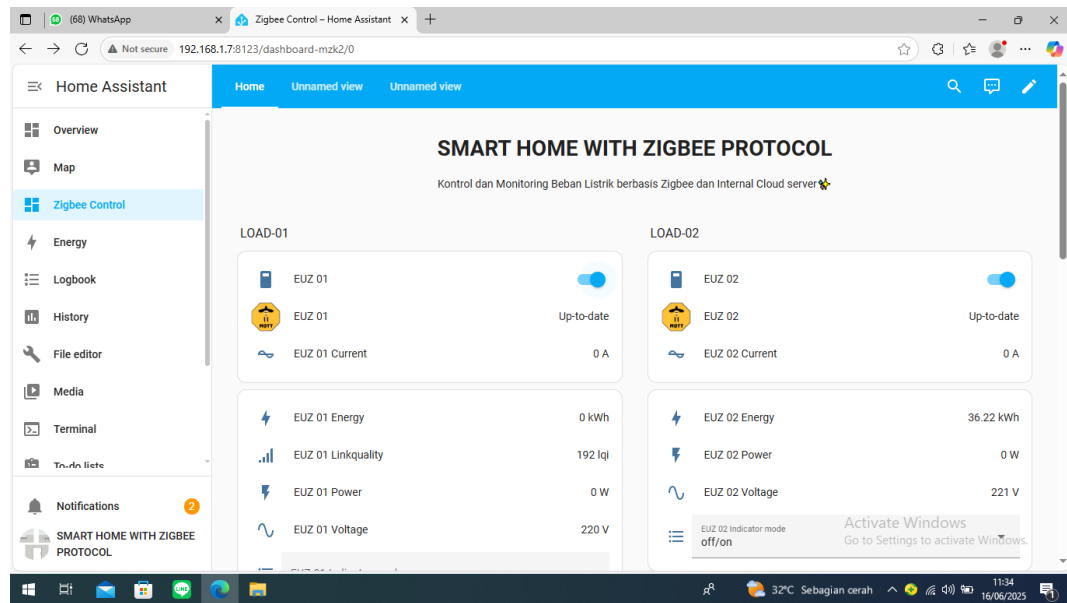 (68) WhatsApp
Zigbee Control – Home Assistant
Not secure 192.168.1.7:8123/dashboard-mzk2/0
Home Assistant
Home Unnamed view Unnamed view
Overview
Map
Zigbee Control
Energy
Logbook
History
File editor
Media
Terminal
To-do lists
Notifications 2
SMART HOME WITH ZIGBEE
PROTOCOL
SMART HOME WITH ZIGBEE PROTOCOL
Kontrol dan Monitoring Beban Listrik berbasis Zigbee dan Internal Cloud server
LOAD-01
EUZ 01
EUZ 01 Up-to-date
MQTT
EUZ 01 Current 0 A
EUZ 01 Energy 0 kWh
EUZ 01 Linkquality 192 lqi
EUZ 01 Power 0 W
EUZ 01 Voltage 220 V
LOAD-02
EUZ 02
EUZ 02 Up-to-date
MQTT
EUZ 02 Current 0 A
EUZ 02 Energy 36.22 kWh
EUZ 02 Power 0 W
EUZ 02 Voltage 221 V
EUZ 02 Indicator mode
off/on
Activate Windows
Go to Settings to activate Windows.
LINE
32°C Sebagian cerah
11:34
16/06/2025
1